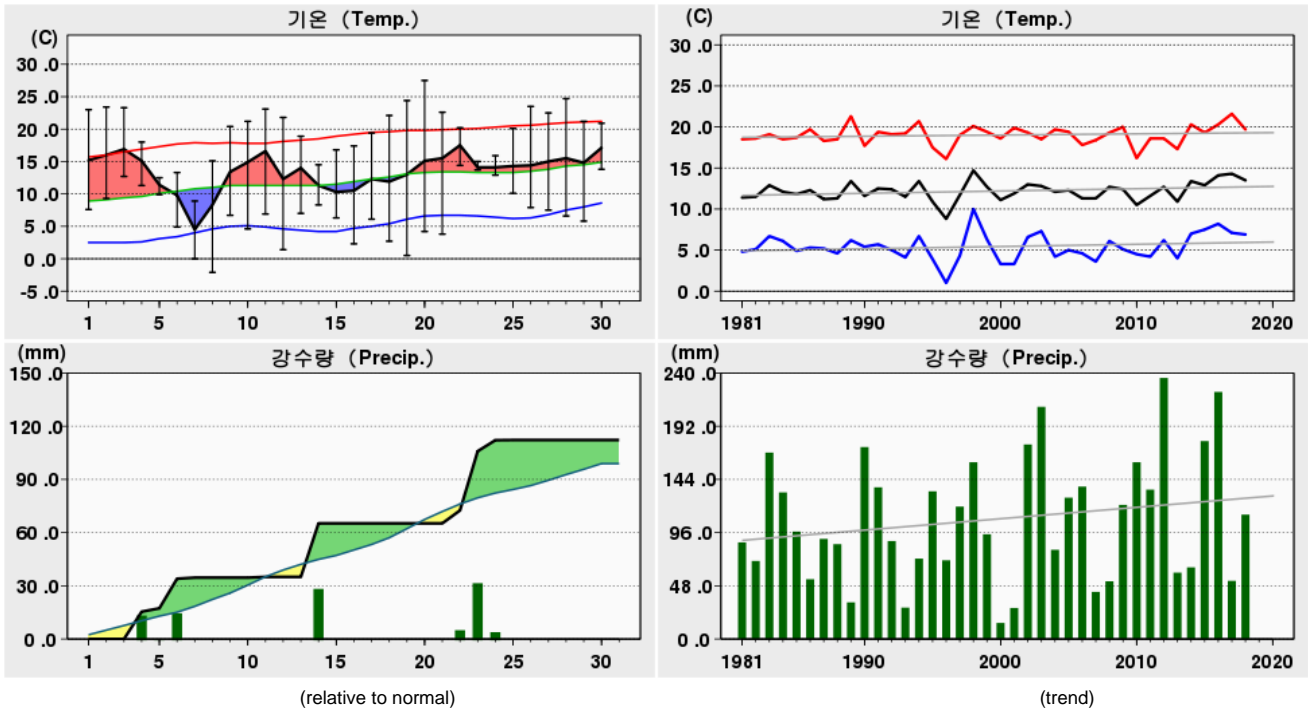 기온 (Temp.)
(C)
30 .0
25 .0
20 .0
15 .0
10 .0
5 .0
0 .0
-5 .0
1 5 10 15 20 25 30
기온 (Temp.)
(C)
30 .0
25 .0
20 .0
15 .0
10 .0
5 .0
0 .0
1981 1990 2000 2010 2020
강수량 (Precip.)
(mm)
150 .0
120 .0
90 .0
60 .0
30 .0
0 .0
1 5 10 15 20 25 30
(relative to normal)
강수량 (Precip.)
(mm)
240 .0
192 .0
144 .0
96 .0
48 .0
0 .0
1981 1990 2000 2010 2020
(trend)